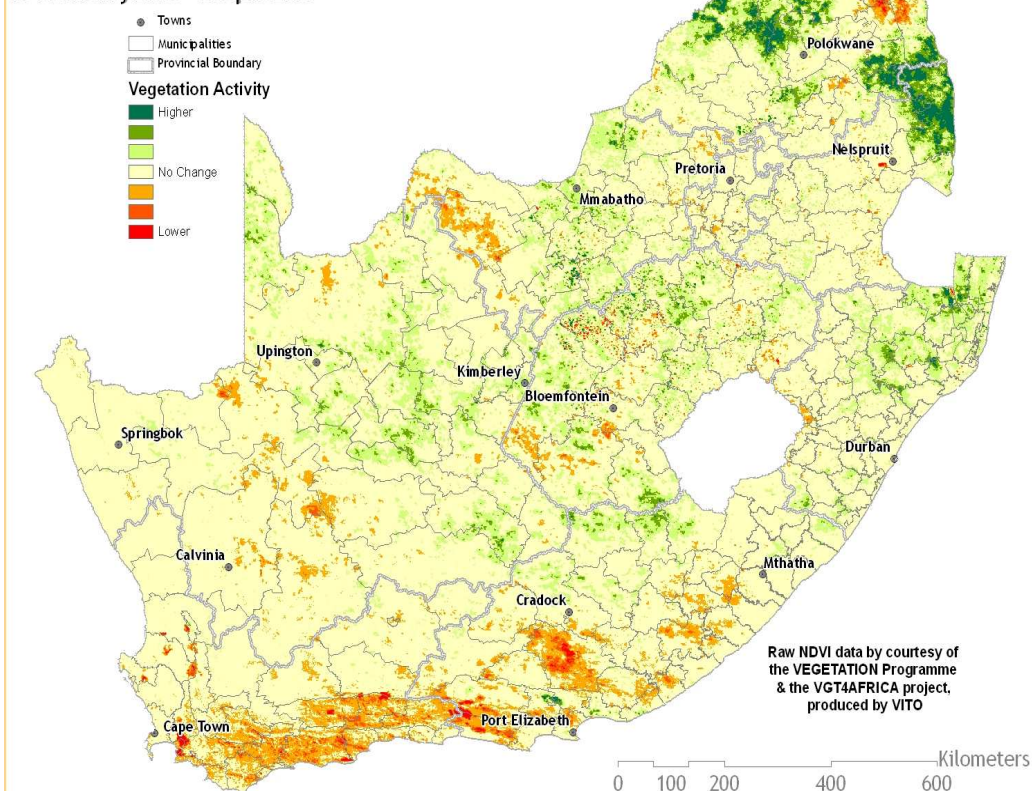 Towns
Municipalities
Provincial Boundary
Vegetation Activity
Higher
No Change
Lower
Polokwane
Nelspruit
Pretoria
Mmabatho
Upington
Kimberley
Bloemfontein
Springbok
Durban
Calvinia
Mthatha
Cradock
Raw NDVI data by courtesy of
the VEGETATION Programme
& the VGT4AFRICA project,
produced by VITO
Cape Town
Port Elizabeth
Kilometers
0 100 200 400 600